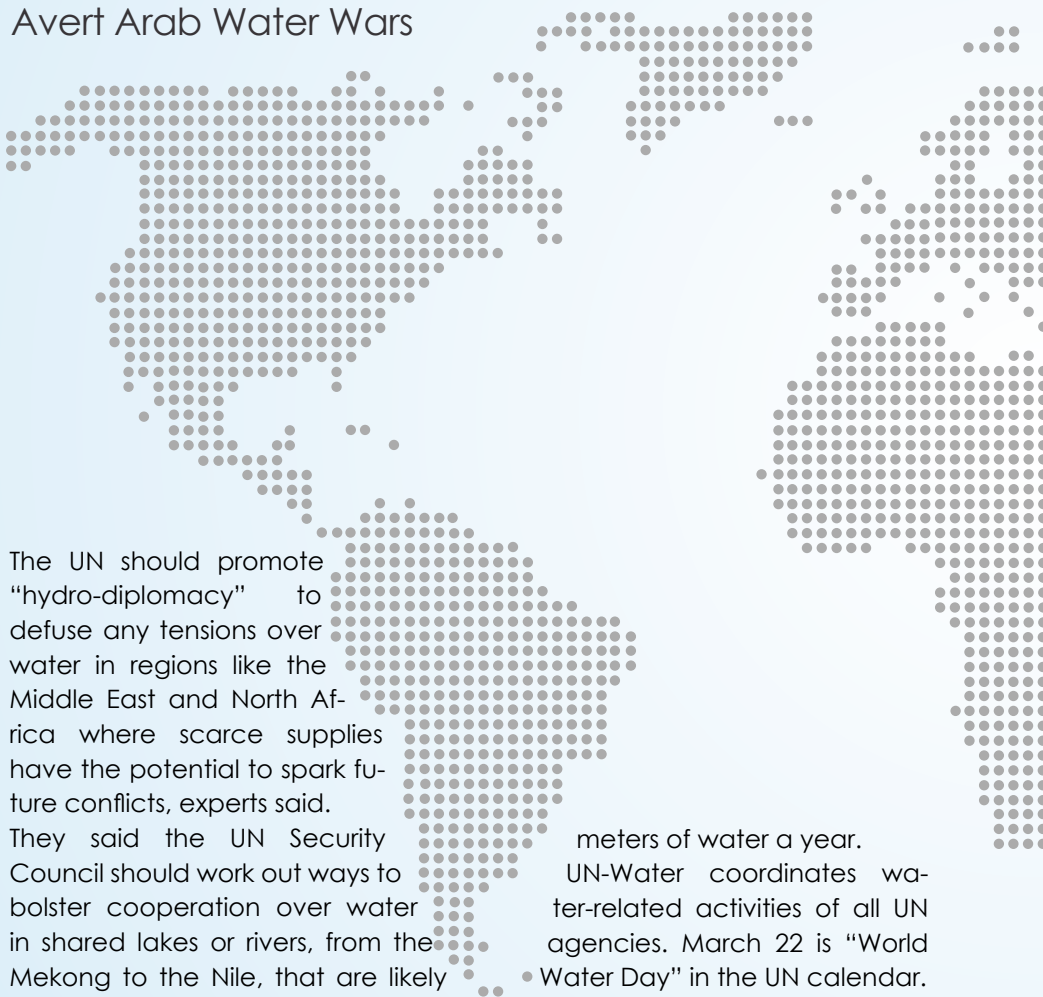 Avert Arab Water Wars
The UN should promote
“hydro-diplomacy” to
defuse any tensions over
water in regions like the
Middle East and North Af-
rica where scarce supplies
have the potential to spark fu-
ture conflicts, experts said.
They said the UN Security
Council should work out ways to
bolster cooperation over water
in shared lakes or rivers, from the
Mekong to the Nile, that are likely
meters of water a year.
UN-Water coordinates wa-
ter-related activities of all UN
agencies. March 22 is “World
Water Day” in the UN calendar.